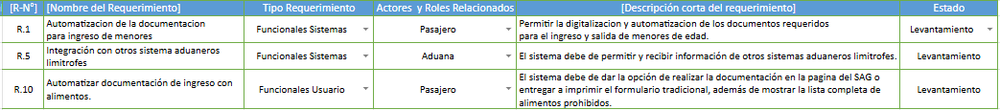 [R-Nº] [Nombre del Requerimiento] Tipo Requerimiento Actores y Roles Relacionados [Descripción corta del requerimiento] Estado
R.1 Automatizacion de la documentacion para ingreso de menores Funcionales Sistemas Pasajero Permitir la digitalizacion y automatizacion de los documentos requeridos para el ingreso y salida de menores de edad. Levantamiento
R.5 Integración con otros sistema aduaneros limitrofes Funcionales Sistemas Aduana El sistema debe de permitir y recibir información de otros sistemas aduaneros limitrofes. Levantamiento
R.10 Automatizar documentación de ingreso con alimentos. Funcionales Usuario Pasajero El sistema debe de dar la opción de realizar la documentación en la pagina del SAG o entregar a imprimir el formulario tradicional, además de mostrar la lista completa de alimentos prohibidos. Levantamiento